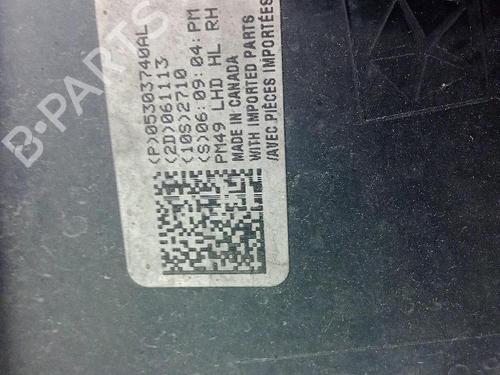 (P)05303740AL
(2D)061113
(10S)2710
(S)06:09:04:PM
PM49 LHD HL RH
MADE IN CANADA
WITH IMPORTED PARTS
/AVEC PIÈCES IMPORTÉES
B-PARTS